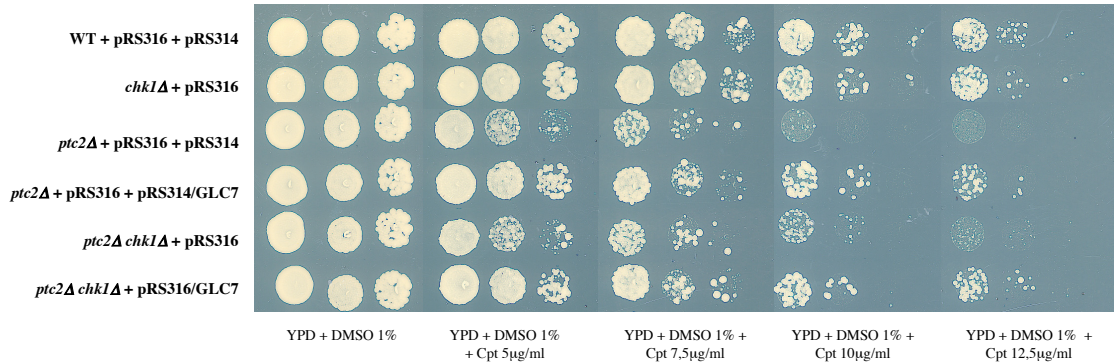 WT + pRS316 + pRS314
chk1Δ + pRS316
ptc2Δ + pRS316 + pRS314
ptc2Δ + pRS316 + pRS314/GLC7
ptc2Δ chk1Δ + pRS316
ptc2Δ chk1Δ + pRS316/GLC7
YPD + DMSO 1%
YPD + DMSO 1%
+ Cpt 5µg/ml
YPD + DMSO 1% +
Cpt 7,5µg/ml
YPD + DMSO 1% +
Cpt 10µg/ml
YPD + DMSO 1% +
Cpt 12,5µg/ml